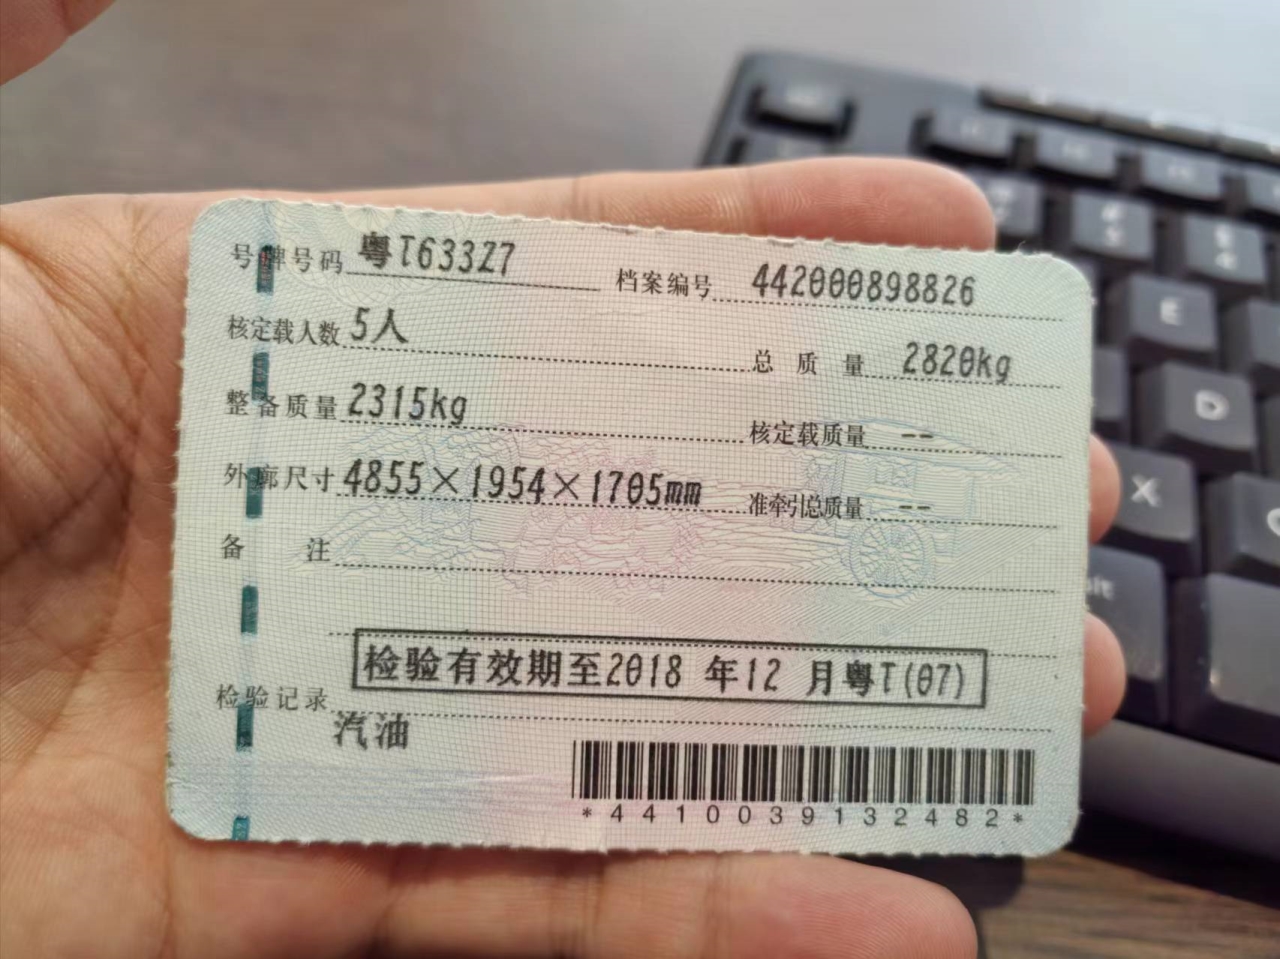 号牌号码 粤T633Z7 档案编号 442000898826
核定载人数 5人 总质量 2820kg
整备质量 2315kg 核定载质量 --
外廓尺寸 4855×1954×1705mm 准牵引总质量 --
备注
检验记录 检验有效期至2018 年12 月粤T(07)
汽油
*4410039132482*